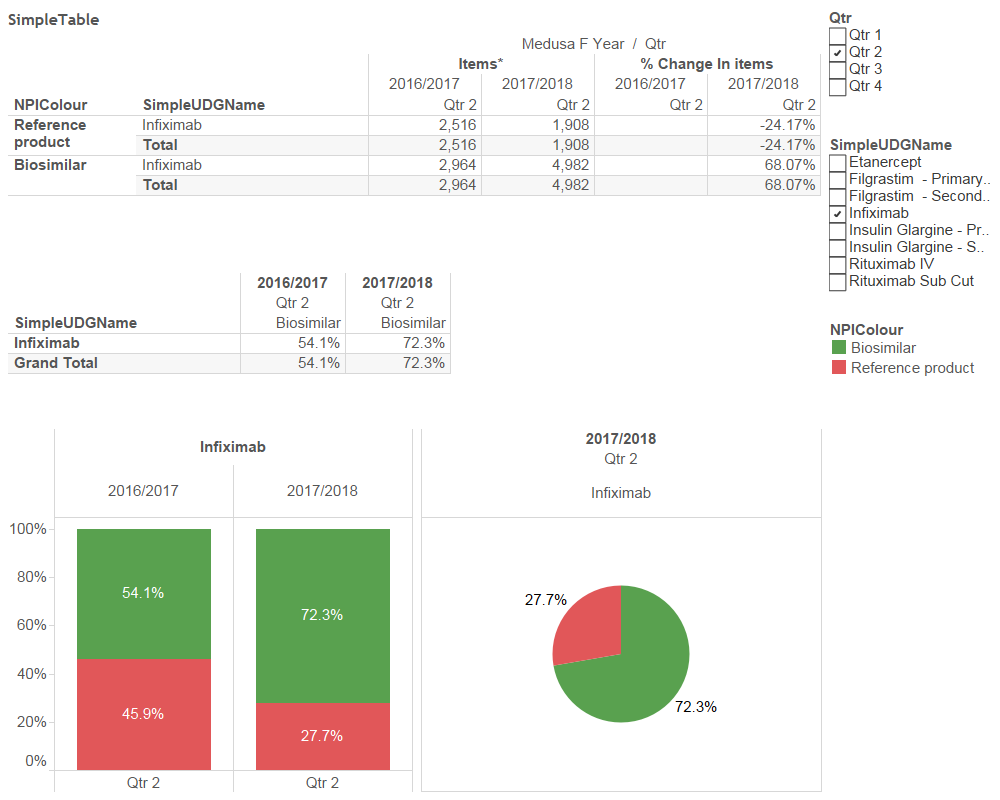 SimpleTable
Medusa F Year / Qtr
Items* % Change In items
2016/2017 2017/2018 2016/2017 2017/2018
NPIColour SimpleUDGName Qtr 2 Qtr 2 Qtr 2 Qtr 2
Reference product Infiximab 2,516 1,908 -24.17%
Total 2,516 1,908 -24.17%
Biosimilar Infiximab 2,964 4,982 68.07%
Total 2,964 4,982 68.07%
Qtr
Qtr 1
Qtr 2
Qtr 3
Qtr 4
SimpleUDGName
Etanercept
Filgrastim - Primary..
Filgrastim - Second..
Infiximab
Insulin Glargine - Pr..
Insulin Glargine - S..
Rituximab IV
Rituximab Sub Cut
NPIColour
Biosimilar
Reference product
2016/2017 2017/2018
Qtr 2 Qtr 2
SimpleUDGName Biosimilar Biosimilar
Infiximab 54.1% 72.3%
Grand Total 54.1% 72.3%
Infiximab
2016/2017 2017/2018
100%
80%
60%
40%
20%
0%
54.1%
45.9%
72.3%
27.7%
Qtr 2 Qtr 2
2017/2018
Qtr 2
Infiximab
27.7%
72.3%